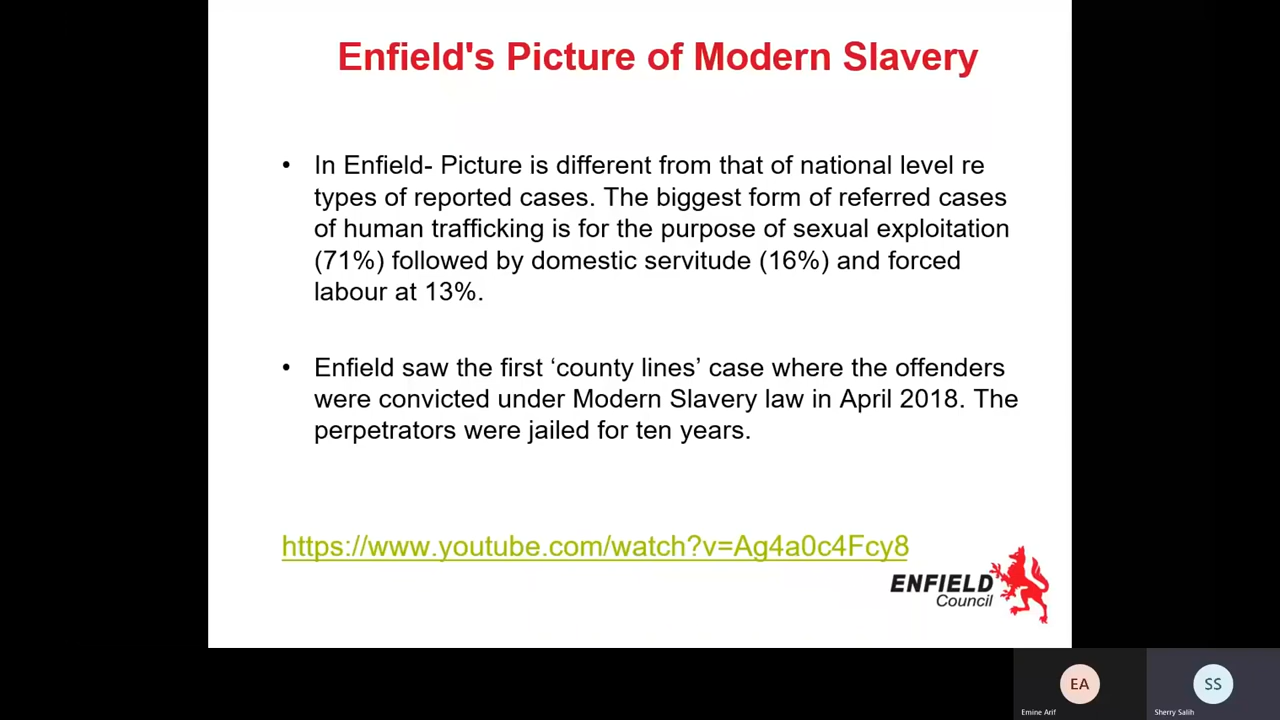 Enfield's Picture of Modern Slavery
• In Enfield- Picture is different from that of national level re
types of reported cases. The biggest form of referred cases
of human trafficking is for the purpose of sexual exploitation
(71%) followed by domestic servitude (16%) and forced
labour at 13%.
• Enfield saw the first ‘county lines’ case where the offenders
were convicted under Modern Slavery law in April 2018. The
perpetrators were jailed for ten years.
https://www.youtube.com/watch?v=Ag4a0c4Fcy8
ENFIELD
Council
EA
SS
Emine Arif
Sherry Salih